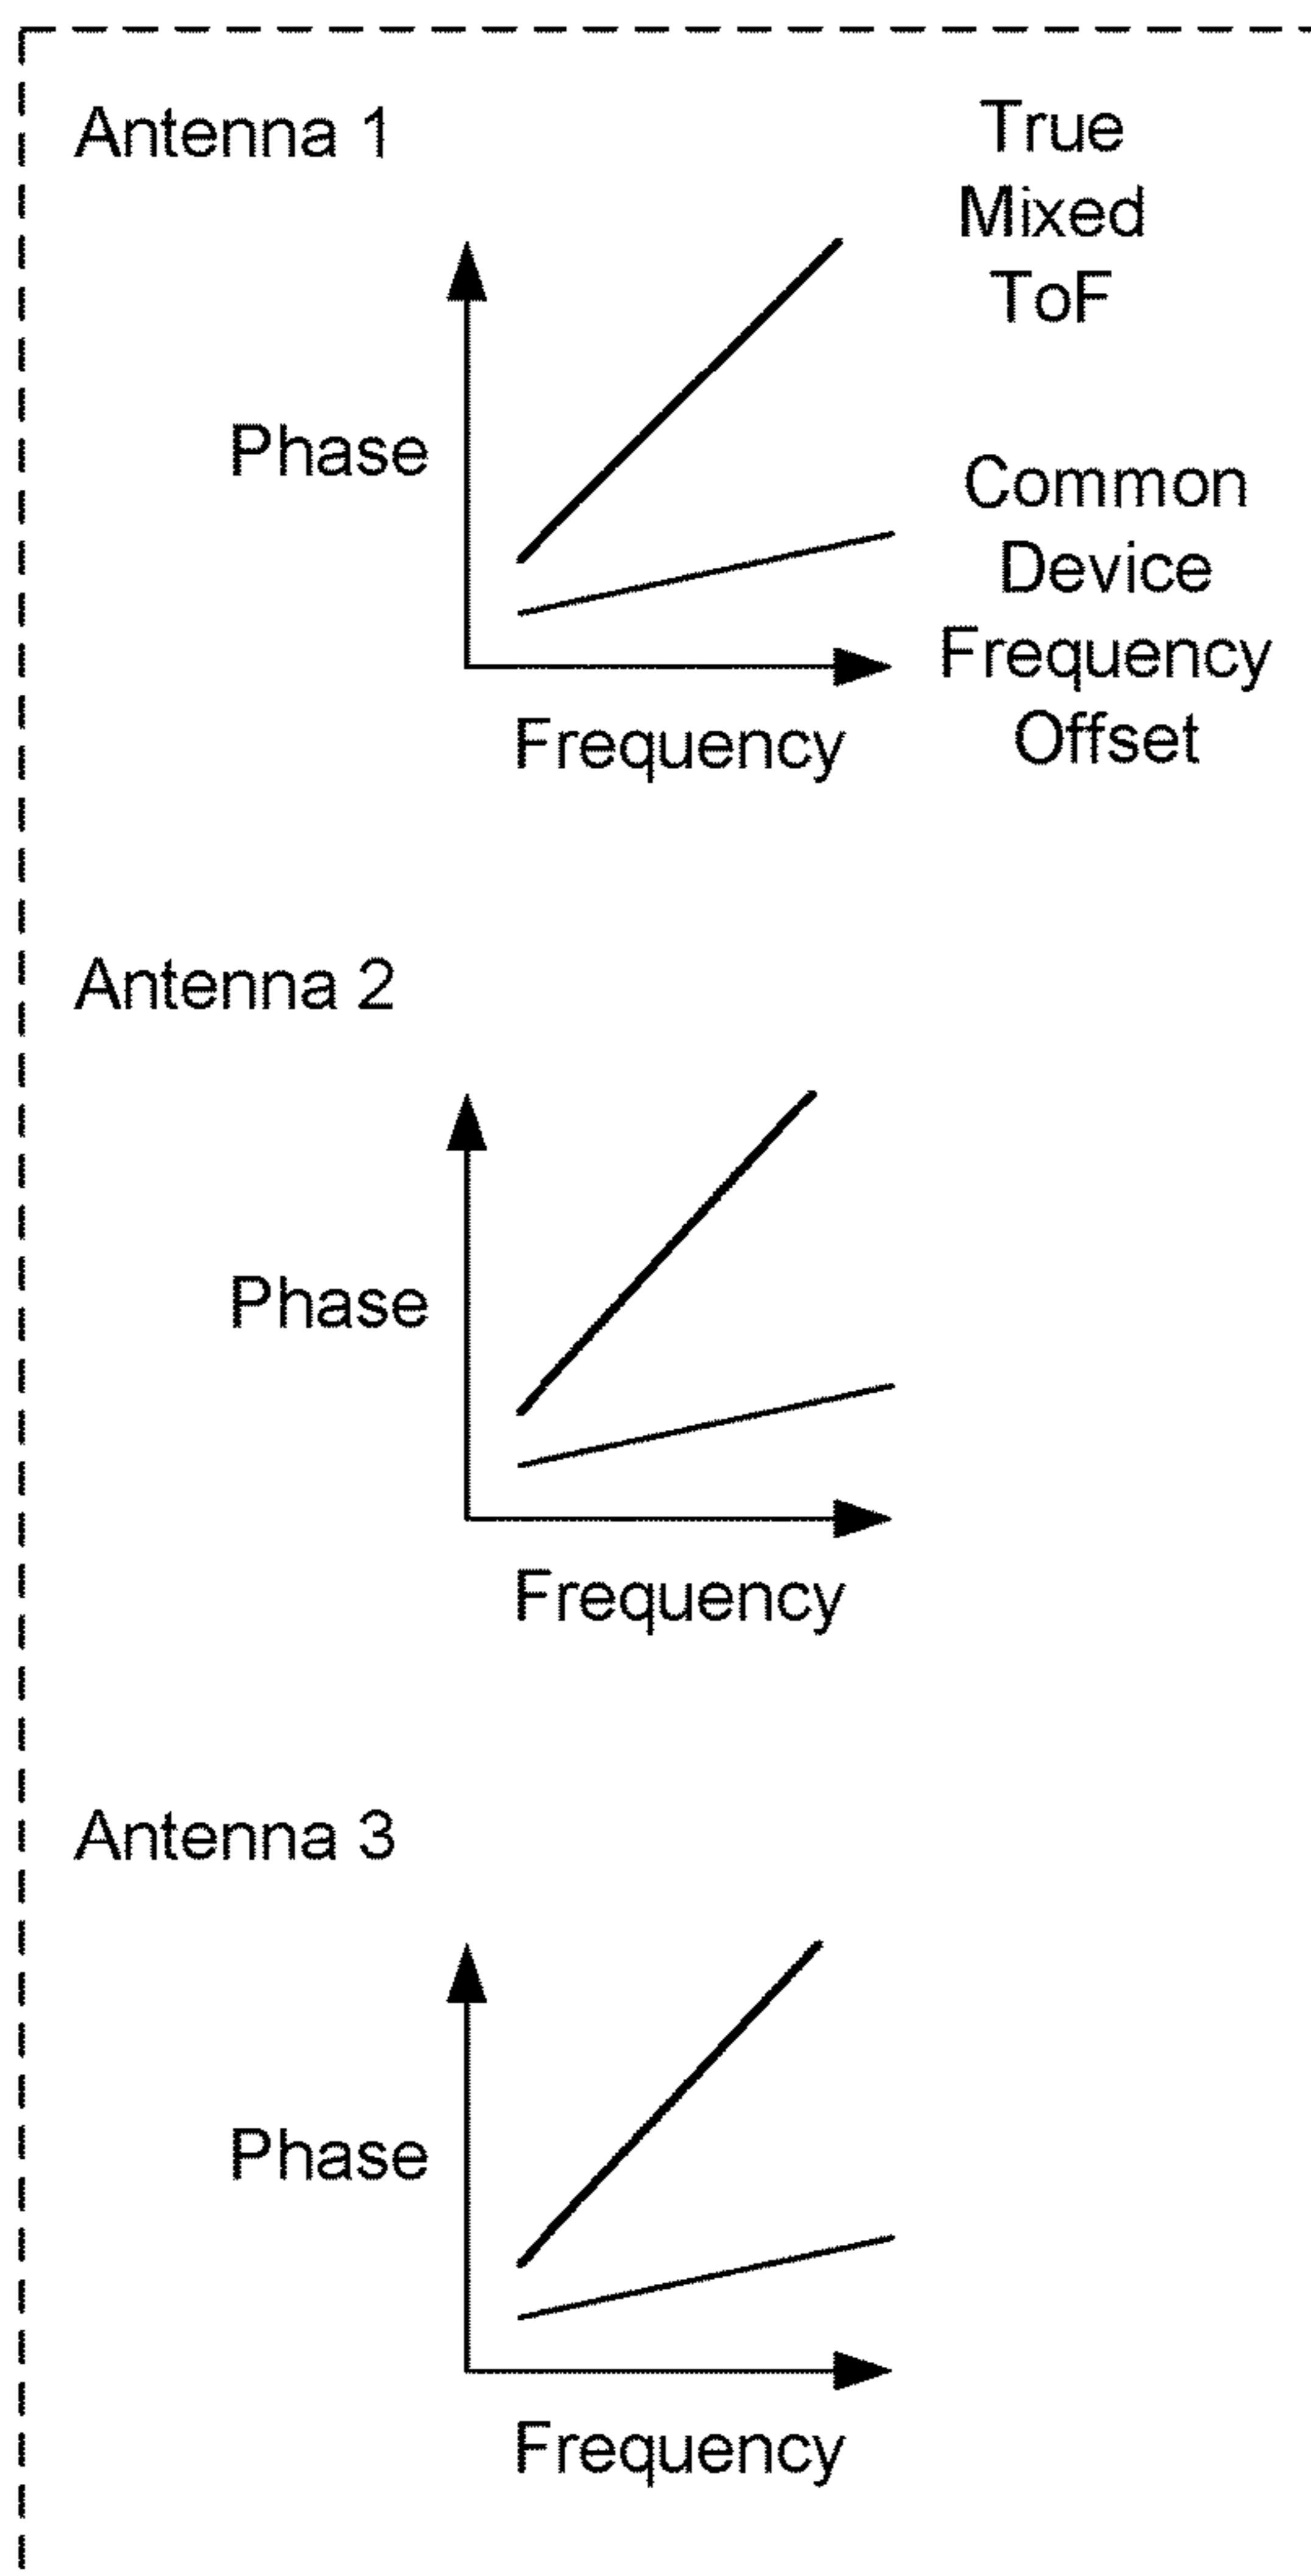 Antenna 1
True
Mixed
ToF
Phase
Common
Device
Frequency
Offset
Frequency
Antenna 2
Phase
Frequency
Antenna 3
Phase
Frequency